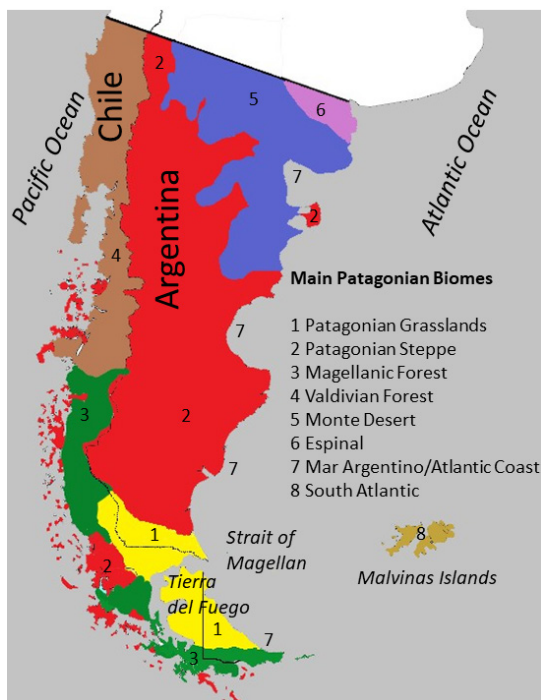 2
5
6
Chile
Pacific Ocean
Atlantic Ocean
7
2
4
Argentina
Main Patagonian Biomes
1 Patagonian Grasslands
2 Patagonian Steppe
3 Magellanic Forest
4 Valdivian Forest
5 Monte Desert
6 Espinal
7 Mar Argentino/Atlantic Coast
8 South Atlantic
7
3
2
7
1
Strait of
Magellan
8
Malvinas Islands
2
Tierra
del Fuego
1
7
3